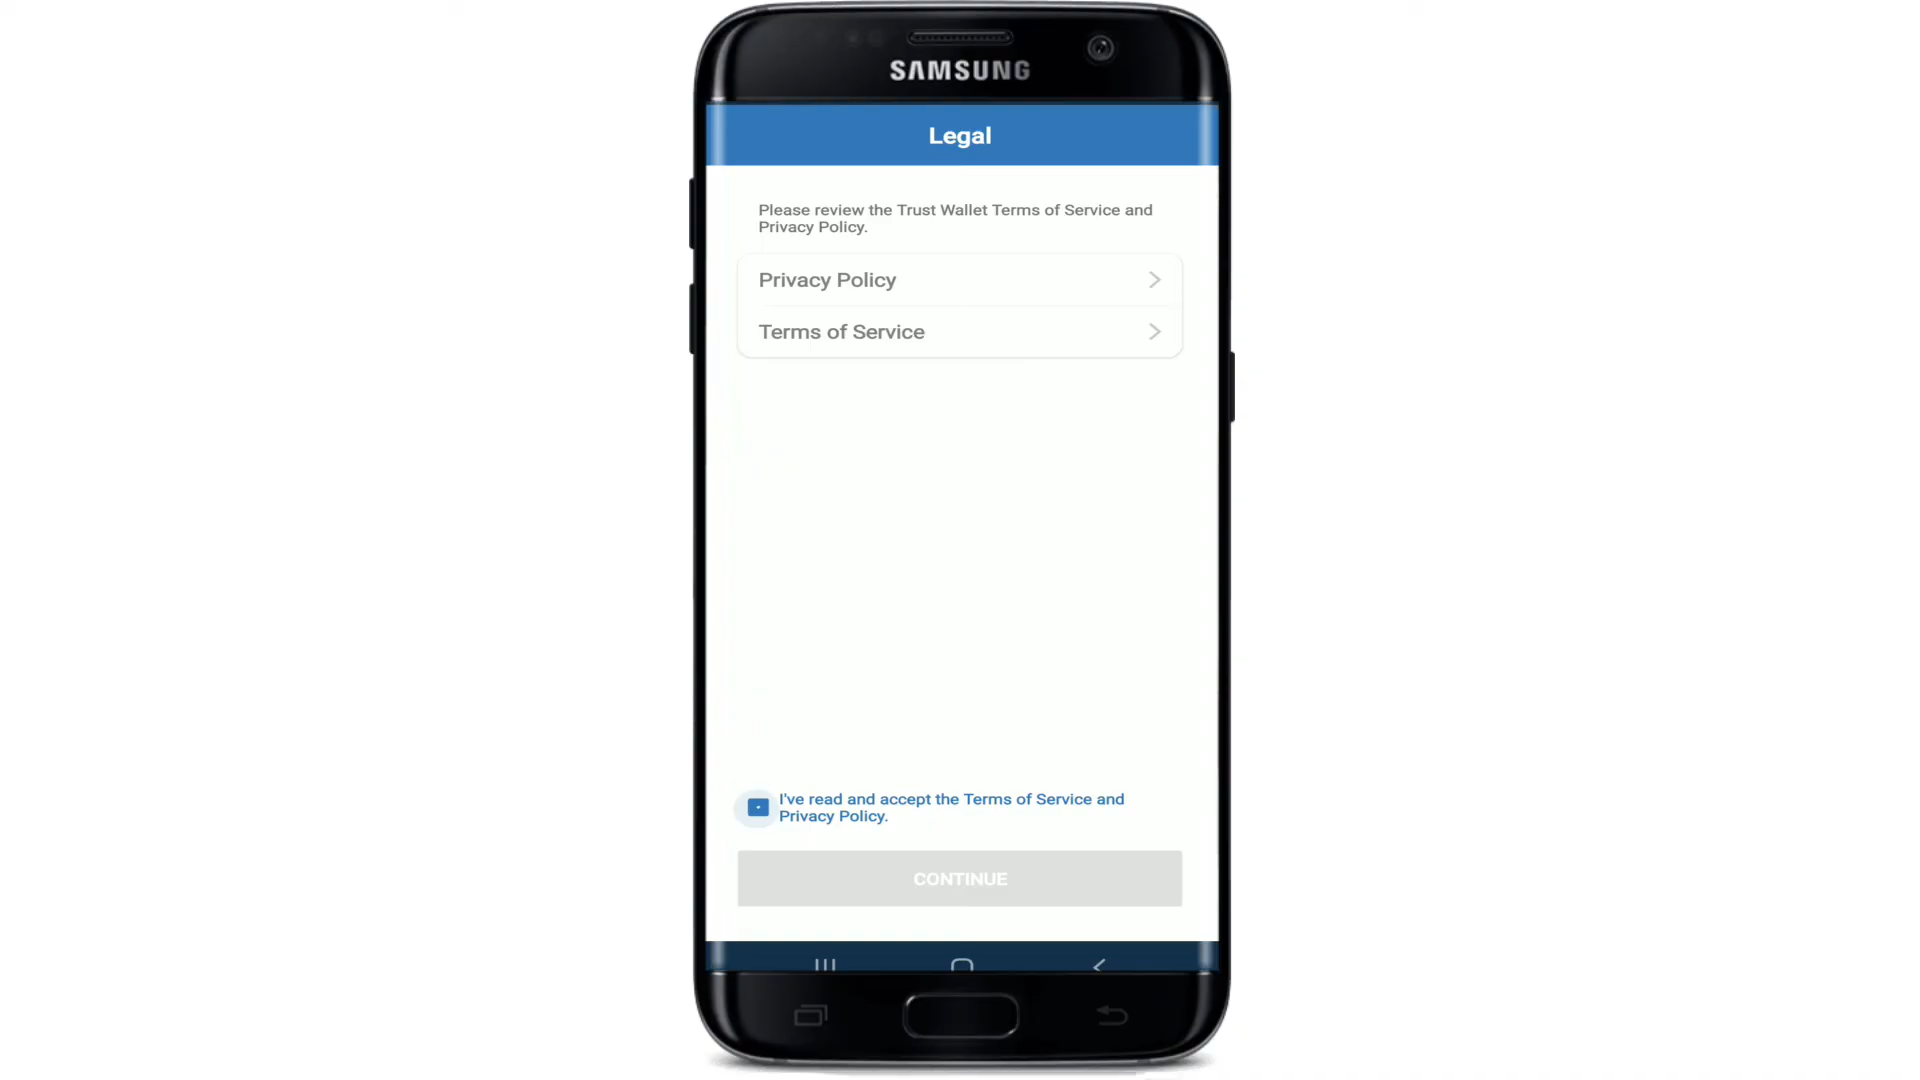 SAMSUNG
Legal
Please review the Trust Wallet Terms of Service and
Privacy Policy.
Privacy Policy
Terms of Service
I've read and accept the Terms of Service and
Privacy Policy.
CONTINUE